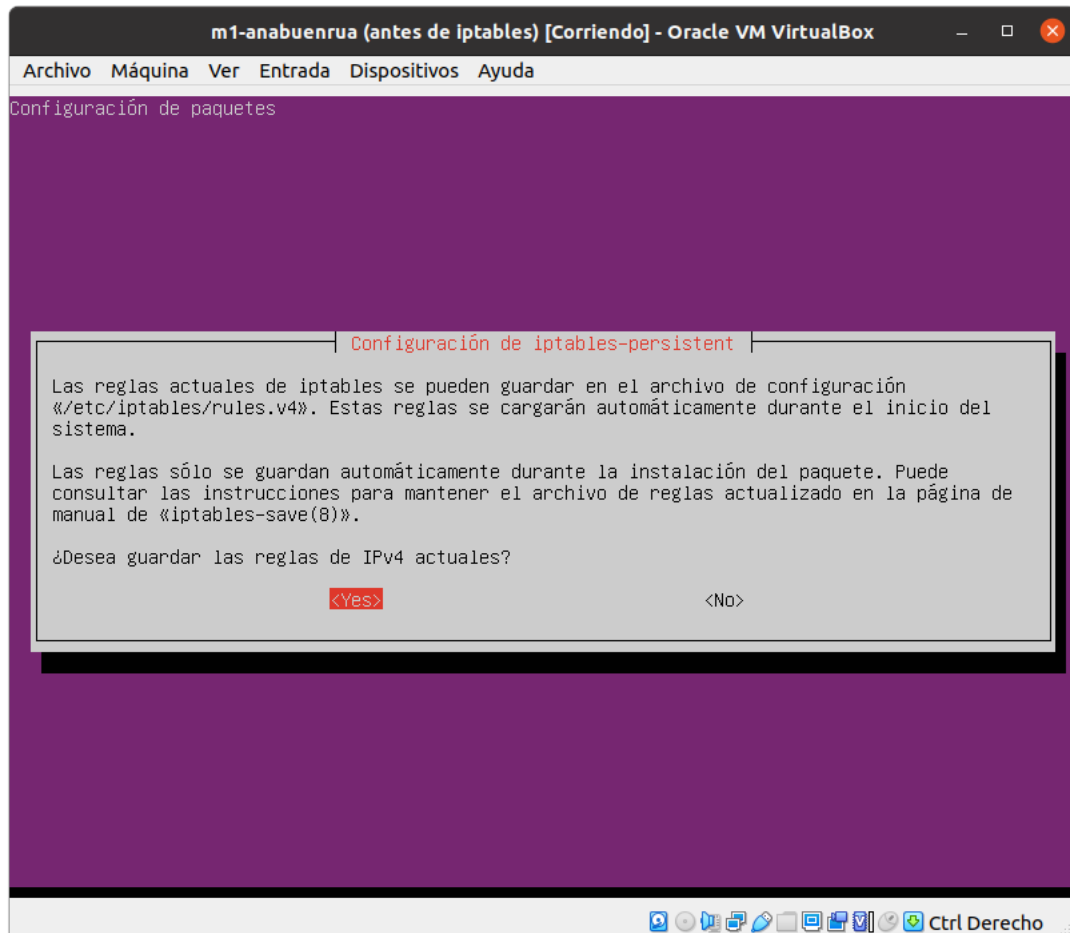 m1-anabuenrua (antes de iptables) [Corriendo] - Oracle VM VirtualBox
Archivo Máquina Ver Entrada Dispositivos Ayuda
Configuración de paquetes
Configuración de iptables-persistent
Las reglas actuales de iptables se pueden guardar en el archivo de configuración
«/etc/iptables/rules.v4». Estas reglas se cargarán automáticamente durante el inicio del
sistema.
Las reglas sólo se guardan automáticamente durante la instalación del paquete. Puede
consultar las instrucciones para mantener el archivo de reglas actualizado en la página de
manual de «iptables-save(8)».
¿Desea guardar las reglas de IPv4 actuales?
<Yes> <No>
Ctrl Derecho